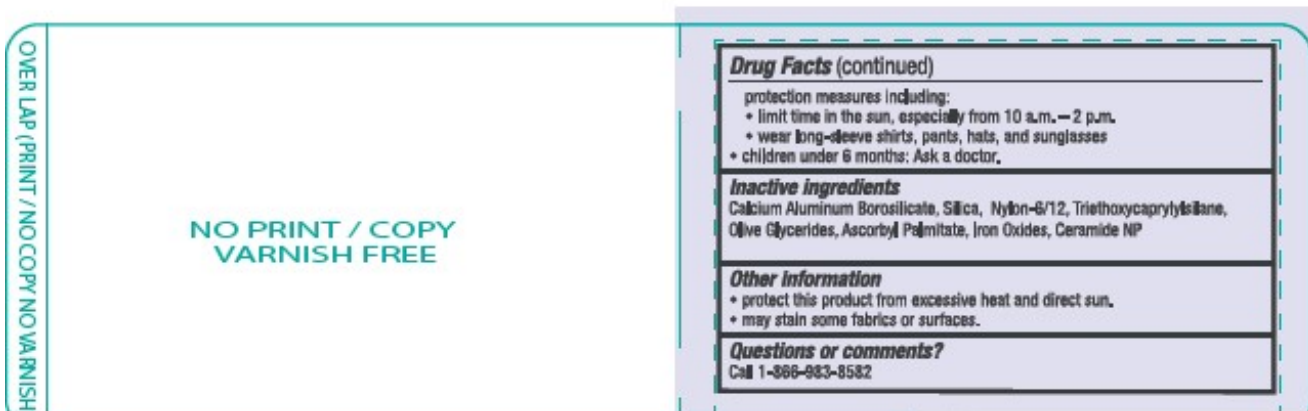 OVER LAP (PRINT / NO COPY NO VARNISH
NO PRINT / COPY
VARNISH FREE
Drug Facts (continued)
protection measures including:
• limit time in the sun, especially from 10 a.m. – 2 p.m.
• wear long-sleeve shirts, pants, hats, and sunglasses
• children under 6 months: Ask a doctor.
Inactive ingredients
Calcium Aluminum Borosilicate, Silica, Nylon-6/12, Triethoxycaprylylsilane,
Olive Glycerides, Ascorbyl Palmitate, Iron Oxides, Ceramide NP
Other information
• protect this product from excessive heat and direct sun.
• may stain some fabrics or surfaces.
Questions or comments?
Call 1-866-983-8582